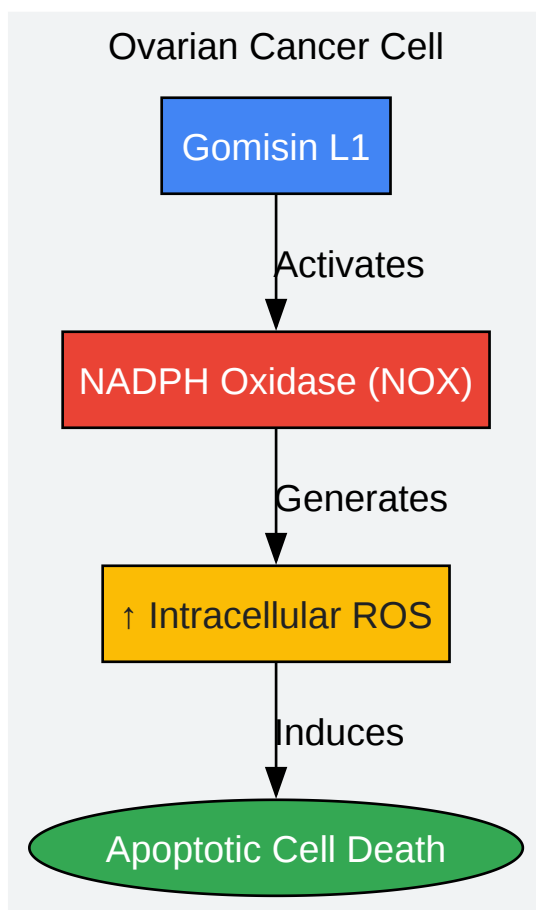 Ovarian Cancer Cell
Gomisin L1
Activates
NADPH Oxidase (NOX)
Generates
↑ Intracellular ROS
Induces
Apoptotic Cell Death